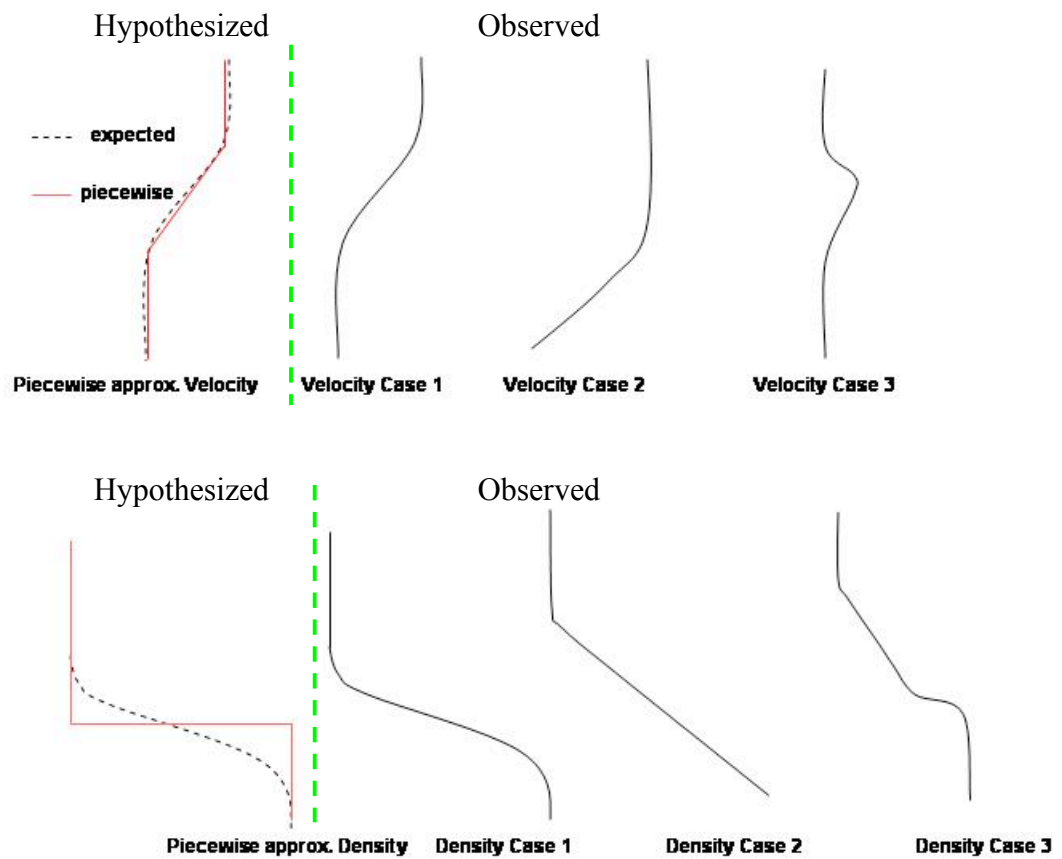 Hypothesized Observed
expected
piecewise
Piecewise approx. Velocity Velocity Case 1 Velocity Case 2 Velocity Case 3
Hypothesized Observed
Piecewise approx. Density Density Case 1 Density Case 2 Density Case 3